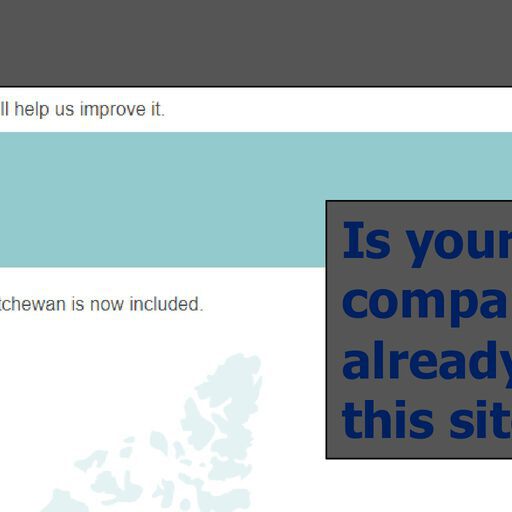 ll help us improve it.
Is your
compa
already
this sit
tchewan is now included.